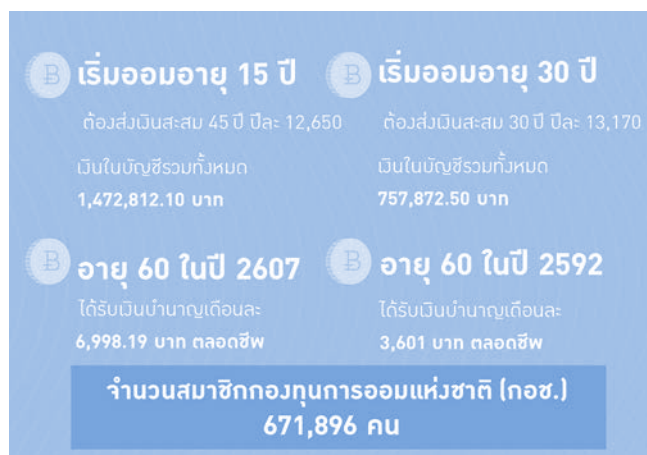 เริ่มออมอายุ 15 ปี
ต้องส่งเงินสะสม 45 ปี ปีละ 12,650
เงินในบัญชีรวมทั้งหมด
1,472,812.10 บาท
เริ่มออมอายุ 30 ปี
ต้องส่งเงินสะสม 30 ปี ปีละ 13,170
เงินในบัญชีรวมทั้งหมด
757,872.50 บาท
อายุ 60 ในปี 2607
ได้รับเงินบำนาญเดือนละ
6,998.19 บาท ตลอดชีพ
อายุ 60 ในปี 2592
ได้รับเงินบำนาญเดือนละ
3,601 บาท ตลอดชีพ
จำนวนสมาชิกกองทุนการออมแห่งชาติ (กอช.)
671,896 คน